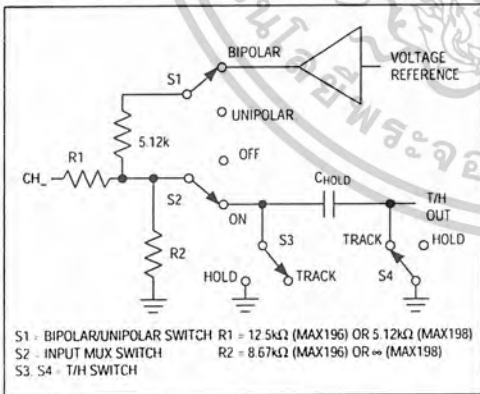 BIPOLAR
VOLTAGE
REFERENCE
S1
UNIPOLAR
5.12k
OFF
CH_
R1
S2
ON
CHOLD
T/H
OUT
R2
S3
TRACK
HOLD
HOLD
TRACK
S4
S1 - BIPOLAR/UNIPOLAR SWITCH R1 = 12.5kΩ (MAX196) OR 5.12kΩ (MAX198)
S2 - INPUT MUX SWITCH R2 = 8.67kΩ (MAX196) OR ∞ (MAX198)
S3, S4 - T/H SWITCH